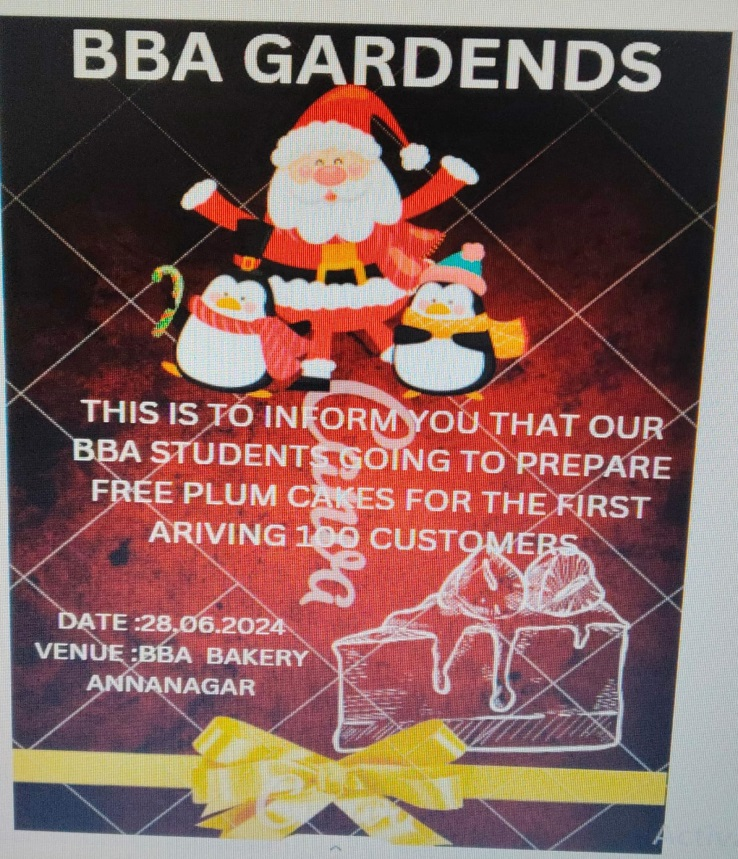 BBA GARDENDS
THIS IS TO INFORM YOU THAT OUR
BBA STUDENTS GOING TO PREPARE
FREE PLUM CAKES FOR THE FIRST
ARIVING 100 CUSTOMERS
DATE :28.06.2024
VENUE :BBA BAKERY
ANNANAGAR
Canva